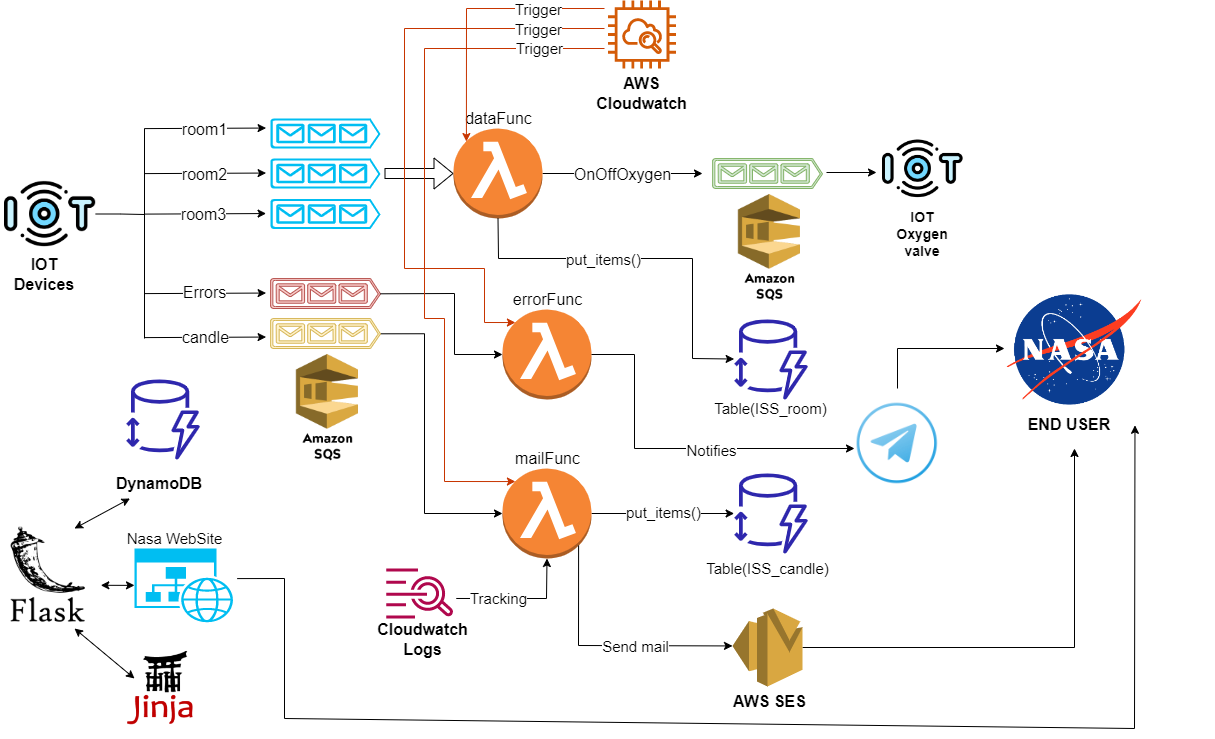 Trigger
Trigger
Trigger
AWS
Cloudwatch
dataFunc
room1
room2
room3
OnOffOxygen
IOT
IOT
Devices
IOT
IOT
Oxygen
valve
Amazon
SQS
put_items()
Errors
candle
errorFunc
Amazon
SQS
Table(ISS_room)
NASA
END USER
Notifies
DynamoDB
mailFunc
put_items()
Table(ISS_candle)
Nasa WebSite
Flask
Tracking
Cloudwatch
Logs
Send mail
AWS SES
Jinja